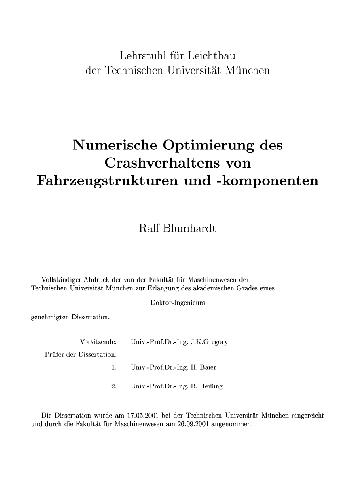 Lehrstuhl für Leichtbau
der Technischen Universität München
Numerische Optimierung des
Crashverhaltens von
Fahrzeugstrukturen und -komponenten
Ralf Blumhardt
Vollständiger Abdruck der von der Fakultät für Maschinenwesen der
Technischen Universität München zur Erlangung des akademischen Grades eines
Doktor-Ingenieurs
genehmigten Dissertation.
Vorsitzende: Univ.-Prof.Dr.-Ing. J.K.Gregory
Prüfer der Dissertation:
1. Univ.-Prof.Dr.-Ing. H. Baier
2. Univ.-Prof.Dr.-Ing. B.
Die Dissertation wurde am 17.05.2001 bei der Technischen Universität München eingereicht
und durch die Fakultät für Maschinenwesen am 26.09.2001 angenommen